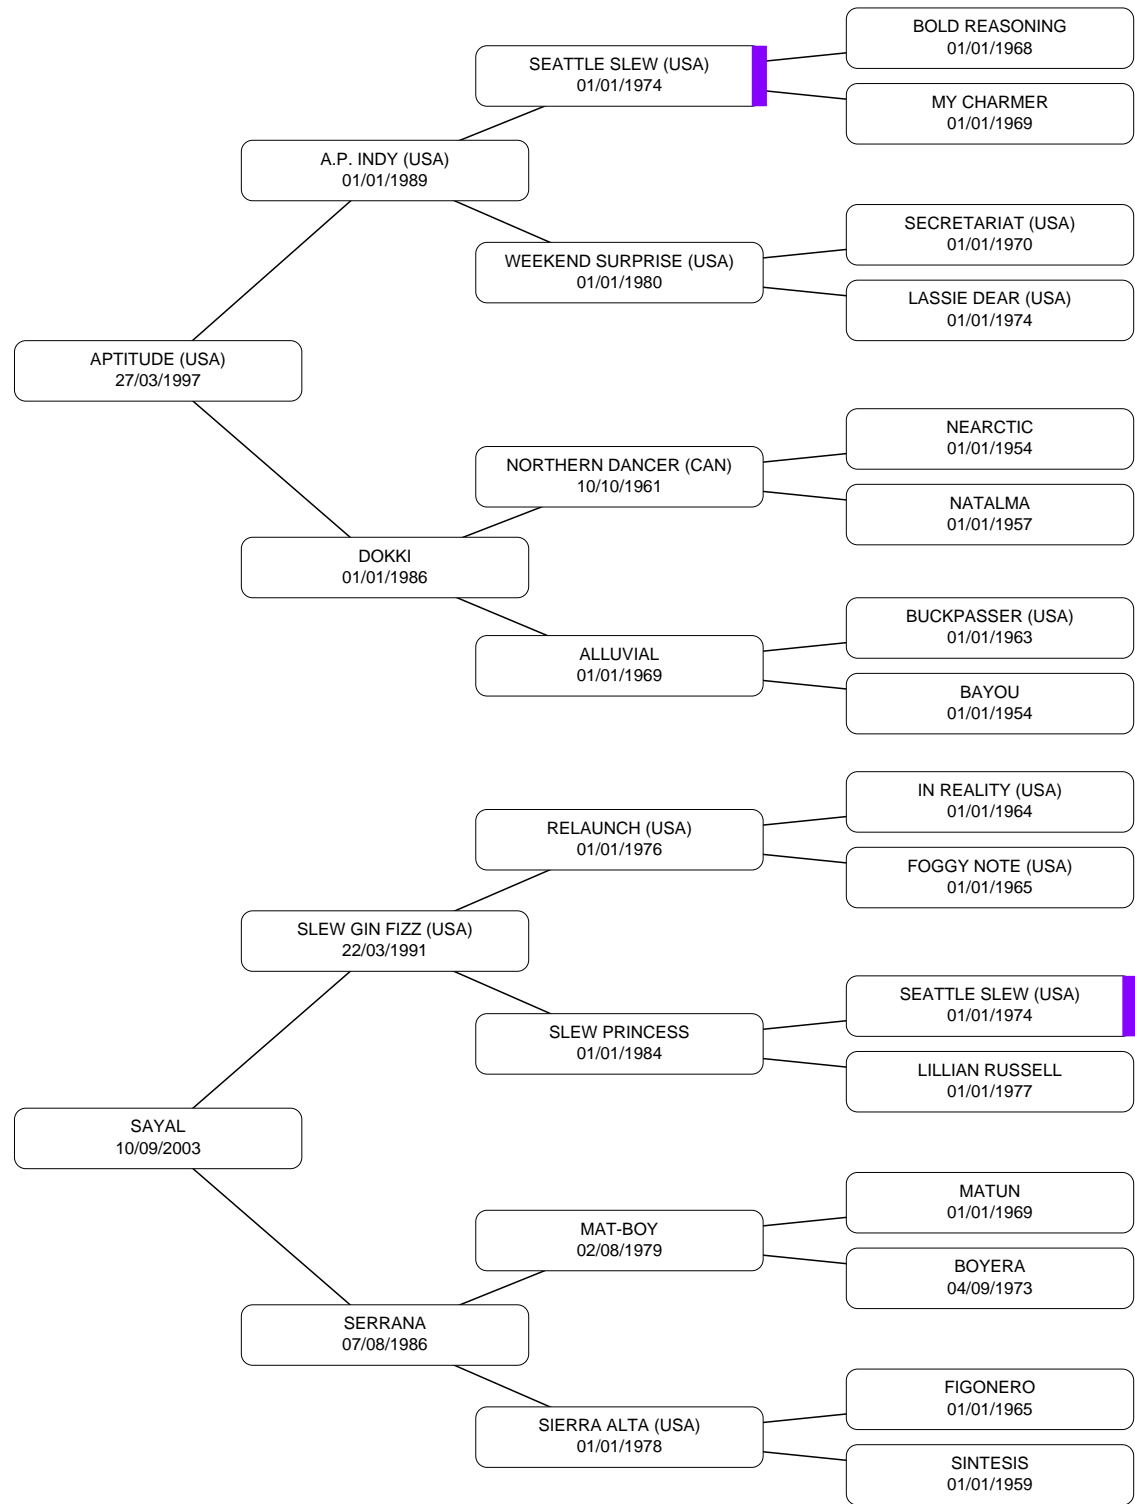 BOLD REASONING
01/01/1968
SEATTLE SLEW (USA)
01/01/1974
MY CHARMER
01/01/1969
A.P. INDY (USA)
01/01/1989
SECRETARIAT (USA)
01/01/1970
WEEKEND SURPRISE (USA)
01/01/1980
LASSIE DEAR (USA)
01/01/1974
APTITUDE (USA)
27/03/1997
NEARCTIC
01/01/1954
NORTHERN DANCER (CAN)
10/10/1961
NATALMA
01/01/1957
DOKKI
01/01/1986
BUCKPASSER (USA)
01/01/1963
ALLUVIAL
01/01/1969
BAYOU
01/01/1954
IN REALITY (USA)
01/01/1964
RELAUNCH (USA)
01/01/1976
FOGGY NOTE (USA)
01/01/1965
SLEW GIN FIZZ (USA)
22/03/1991
SEATTLE SLEW (USA)
01/01/1974
SLEW PRINCESS
01/01/1984
LILLIAN RUSSELL
01/01/1977
SAYAL
10/09/2003
MATUN
01/01/1969
MAT-BOY
02/08/1979
BOYERA
04/09/1973
SERRANA
07/08/1986
FIGONERO
01/01/1965
SIERRA ALTA (USA)
01/01/1978
SINTESIS
01/01/1959